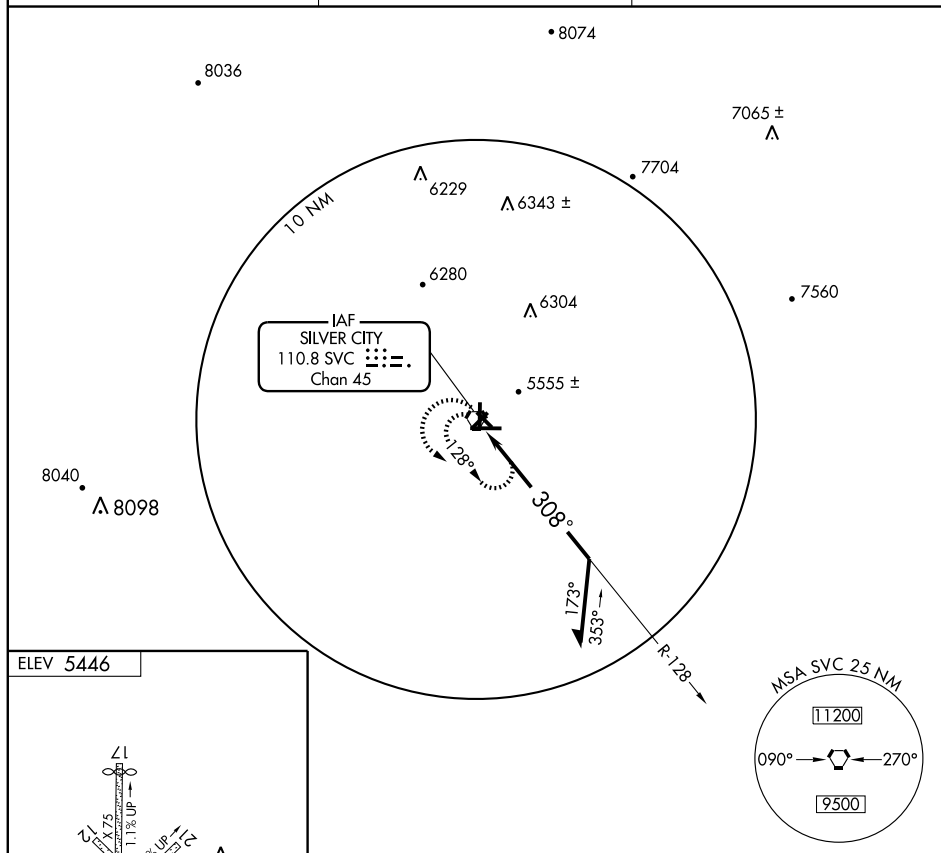 8074
8036
7065 ±
7704
6229
6343 ±
10 NM
6280
7560
6304
IAF
SILVER CITY
110.8 SVC
Chan 45
5555 ±
128°
8040
8098
308°
173°
353°
R-128
ELEV 5446
MSA SVC 25 NM
11200
090°
270°
9500
17
X 75
1.1% UP
12
21
% UP